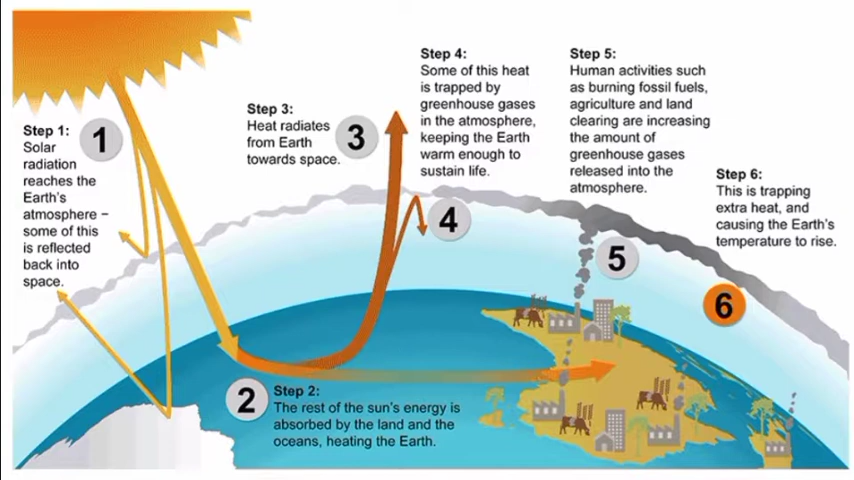 Step 1:
Solar
radiation
reaches the
Earth's
atmosphere –
some of this
is reflected
back into
space.
1
2
Step 2:
The rest of the sun's energy is
absorbed by the land and the
oceans, heating the Earth.
Step 3:
Heat radiates
from Earth
towards space.
3
Step 4:
Some of this heat
is trapped by
greenhouse gases
in the atmosphere,
keeping the Earth
warm enough to
sustain life.
4
Step 5:
Human activities such
as burning fossil fuels,
agriculture and land
clearing are increasing
the amount of
greenhouse gases
released into the
atmosphere.
5
Step 6:
This is trapping
extra heat, and
causing the Earth's
temperature to rise.
6